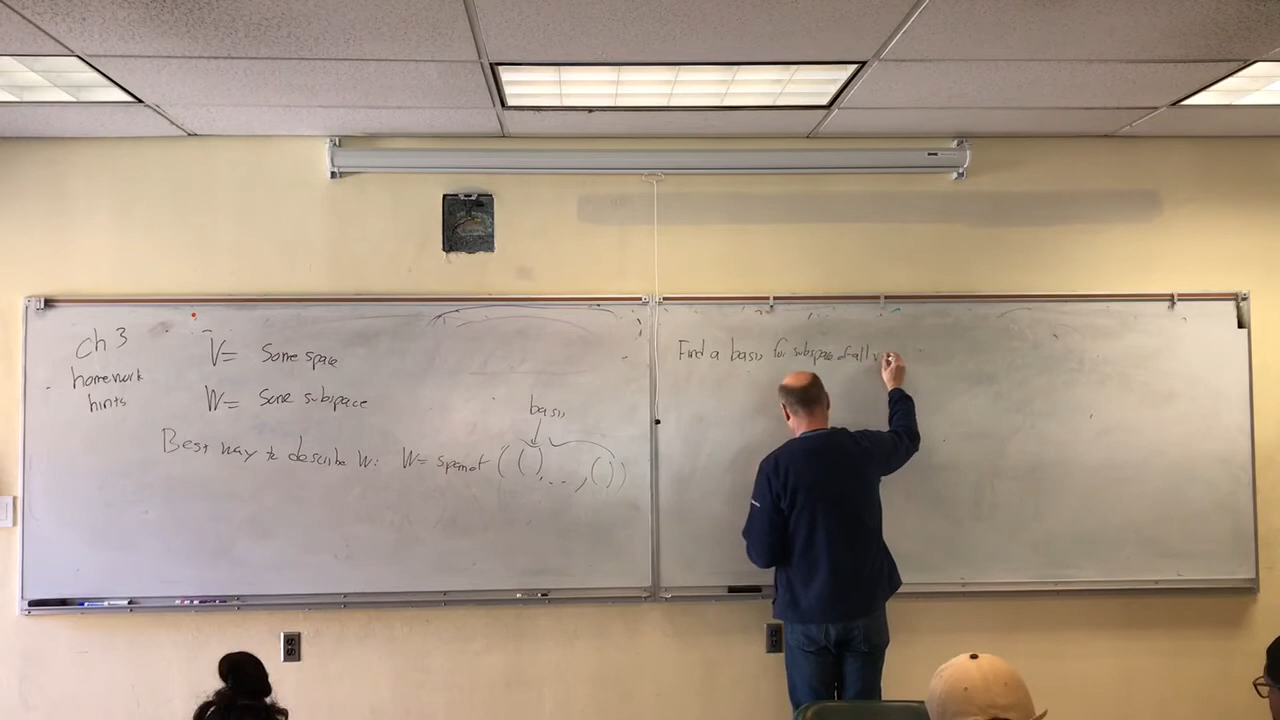 ch 3
homework
hints
V = Some space
W = Some subspace
basis
Best way to describe W: W = span of ( ( ) , . . . , ( ) )
Find a basis for subspace of all v